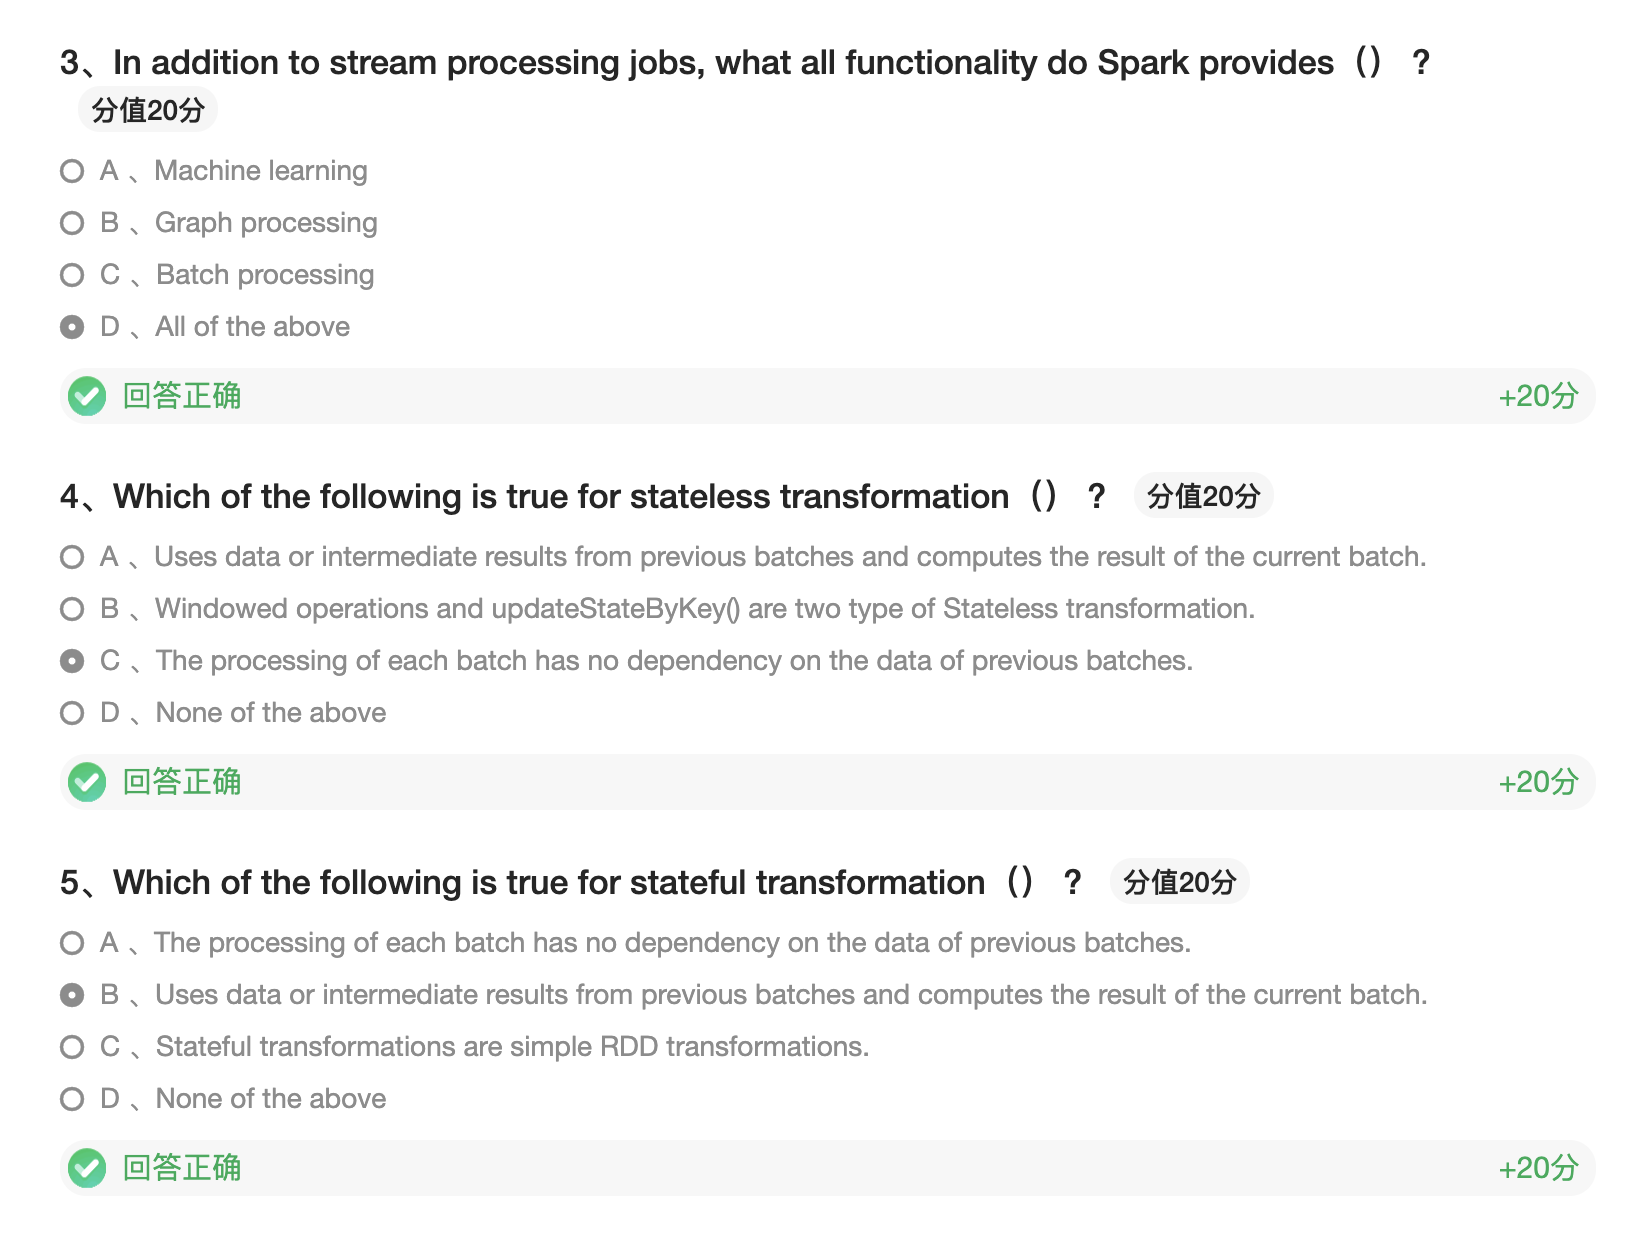 3、In addition to stream processing jobs, what all functionality do Spark provides（）？
分值20分
A 、Machine learning
B 、Graph processing
C 、Batch processing
D 、All of the above
回答正确 +20分
4、Which of the following is true for stateless transformation（）？ 分值20分
A 、Uses data or intermediate results from previous batches and computes the result of the current batch.
B 、Windowed operations and updateStateByKey() are two type of Stateless transformation.
C 、The processing of each batch has no dependency on the data of previous batches.
D 、None of the above
回答正确 +20分
5、Which of the following is true for stateful transformation（）？ 分值20分
A 、The processing of each batch has no dependency on the data of previous batches.
B 、Uses data or intermediate results from previous batches and computes the result of the current batch.
C 、Stateful transformations are simple RDD transformations.
D 、None of the above
回答正确 +20分